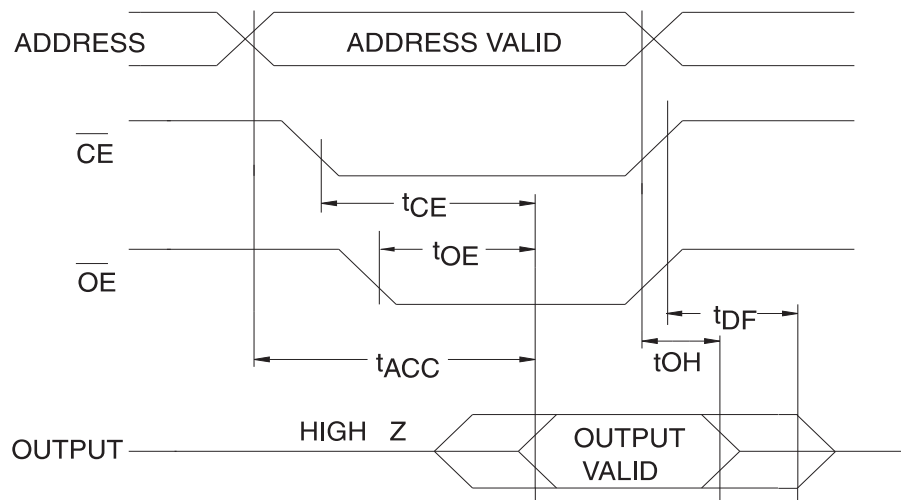 ADDRESS
ADDRESS VALID
CE
tCE
tOE
OE
tDF
tACC
tOH
OUTPUT
HIGH Z
OUTPUT
VALID